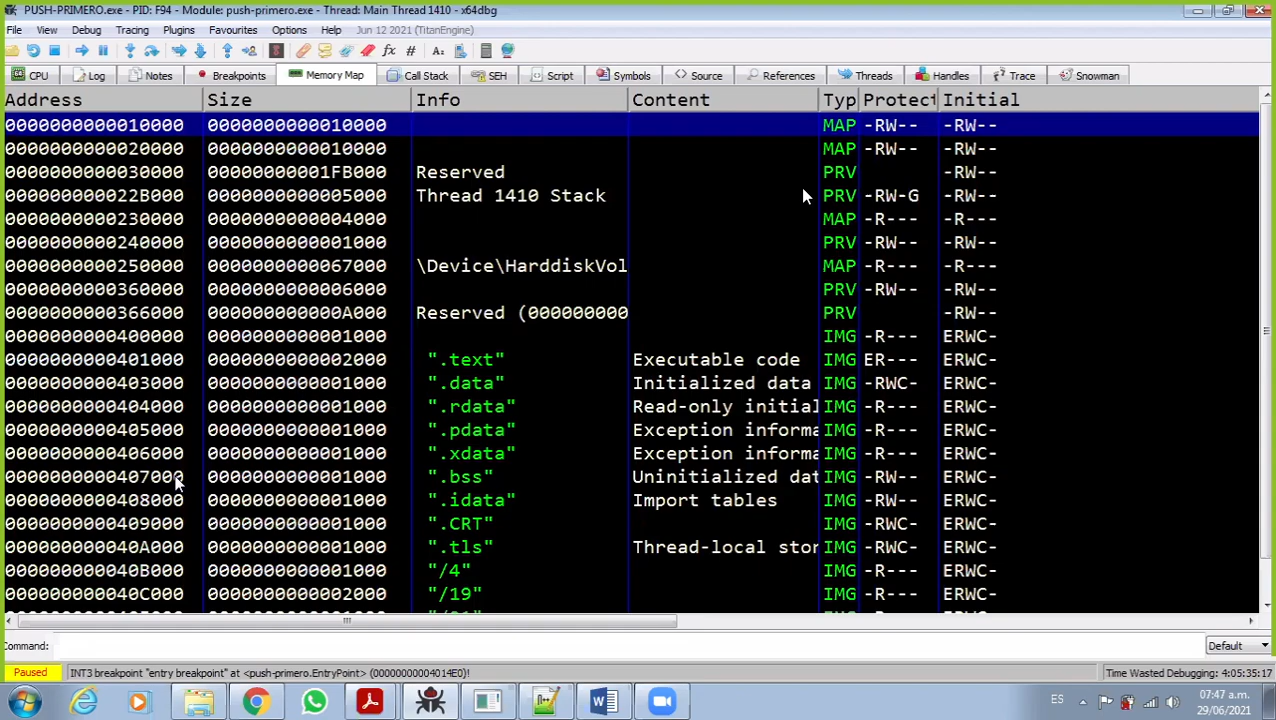 PUSH-PRIMERO.exe - PID: F94 - Module: push-primero.exe - Thread: Main Thread 1410 - x64dbg
File View Debug Tracing Plugins Favourites Options Help Jun 12 2021 (TitanEngine)
CPU Log Notes Breakpoints Memory Map Call Stack SEH Script Symbols Source References Threads Handles Trace Snowman
Address Size Info Content Typ Protect Initial
0000000000010000 0000000000010000 MAP -RW-- -RW--
0000000000020000 0000000000010000 MAP -RW-- -RW--
0000000000030000 00000000001FB000 Reserved PRV -RW--
000000000022B000 0000000000005000 Thread 1410 Stack PRV -RW-G -RW--
0000000000230000 0000000000004000 MAP -R--- -R---
0000000000240000 0000000000001000 PRV -RW-- -RW--
0000000000250000 0000000000067000 \Device\HarddiskVol MAP -R--- -R---
0000000000360000 0000000000006000 PRV -RW-- -RW--
0000000000366000 000000000000A000 Reserved (000000000 PRV -RW--
0000000000400000 0000000000001000 IMG -R--- ERWC-
0000000000401000 0000000000002000 ".text" Executable code IMG ER--- ERWC-
0000000000403000 0000000000001000 ".data" Initialized data IMG -RWC- ERWC-
0000000000404000 0000000000001000 ".rdata" Read-only initial IMG -R--- ERWC-
0000000000405000 0000000000001000 ".pdata" Exception informa IMG -R--- ERWC-
0000000000406000 0000000000001000 ".xdata" Exception informa IMG -R--- ERWC-
0000000000407000 0000000000001000 ".bss" Uninitialized dat IMG -RW-- ERWC-
0000000000408000 0000000000001000 ".idata" Import tables IMG -RW-- ERWC-
0000000000409000 0000000000001000 ".CRT" IMG -RWC- ERWC-
000000000040A000 0000000000001000 ".tls" Thread-local stor IMG -RWC- ERWC-
000000000040B000 0000000000001000 "/4" IMG -R--- ERWC-
000000000040C000 0000000000002000 "/19" IMG -R--- ERWC-
Command: Default
Paused INT3 breakpoint "entry breakpoint" at <push-primero.EntryPoint> (00000000004014E0)! Time Wasted Debugging: 4:05:35:17
ES 07:47 a.m.
29/06/2021